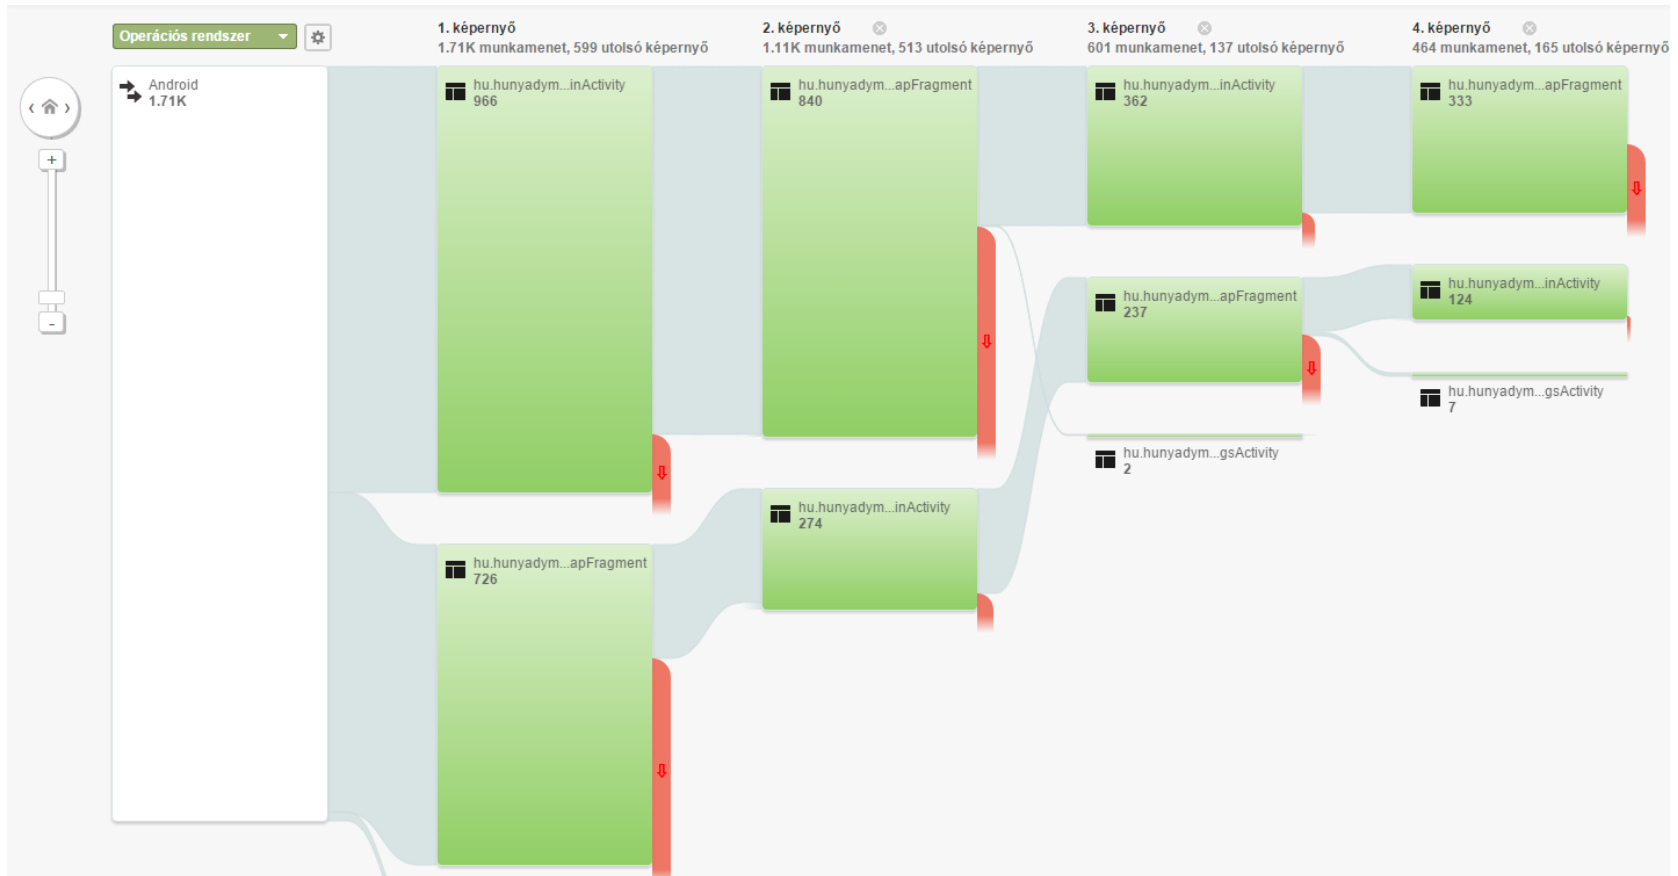 Operációs rendszer
Android
1.71K
1. képernyő
1.71K munkamenet, 599 utolsó képernyő
hu.hunyadym...inActivity
966
hu.hunyadym...apFragment
726
2. képernyő
1.11K munkamenet, 513 utolsó képernyő
hu.hunyadym...apFragment
840
hu.hunyadym...inActivity
274
3. képernyő
601 munkamenet, 137 utolsó képernyő
hu.hunyadym...inActivity
362
hu.hunyadym...apFragment
237
hu.hunyadym...gsActivity
2
4. képernyő
464 munkamenet, 165 utolsó képernyő
hu.hunyadym...apFragment
333
hu.hunyadym...inActivity
124
hu.hunyadym...gsActivity
7